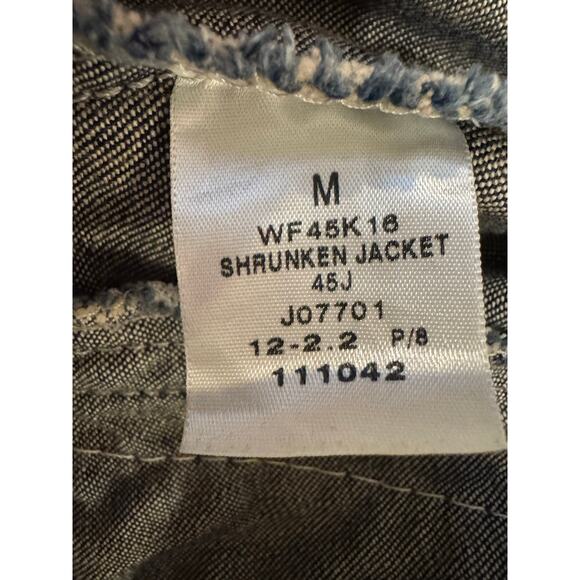 M
WF45K16
SHRUNKEN JACKET
45J
J07701
12-2.2 P/8
111042